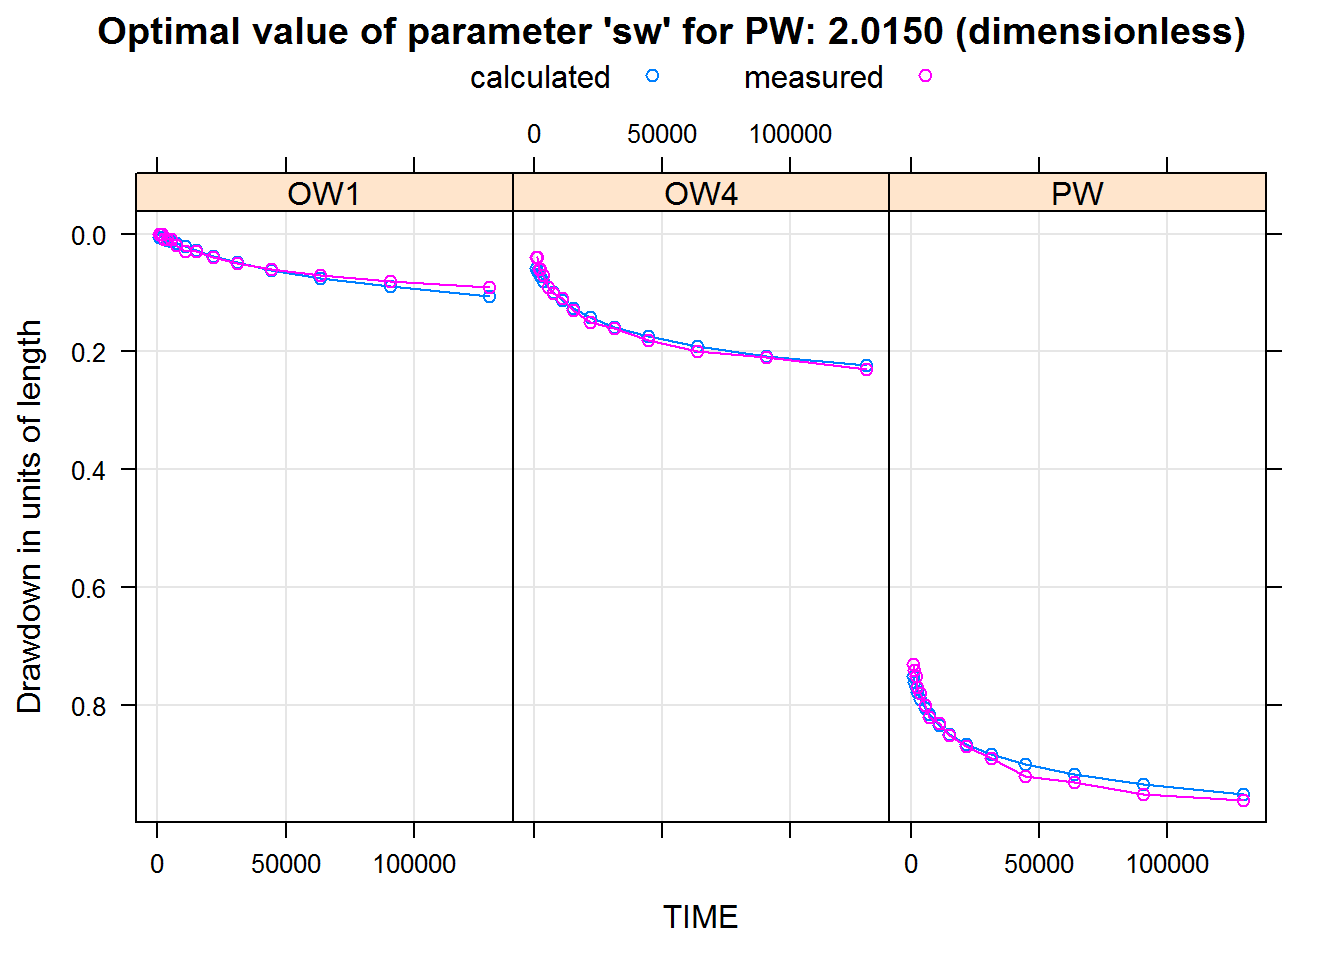 Optimal value of parameter 'sw' for PW: 2.0150 (dimensionless)
calculated measured
0 50000 100000
OW1 OW4 PW
0.0
0.2
0.4
0.6
0.8
Drawdown in units of length
0 50000 100000 0 50000 100000
TIME